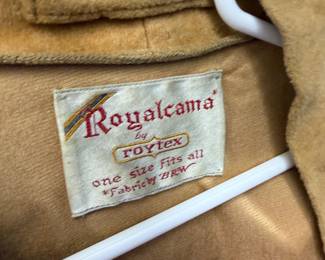 Royalcama"
by
roytex
one size fits all
*Fabric by BRW